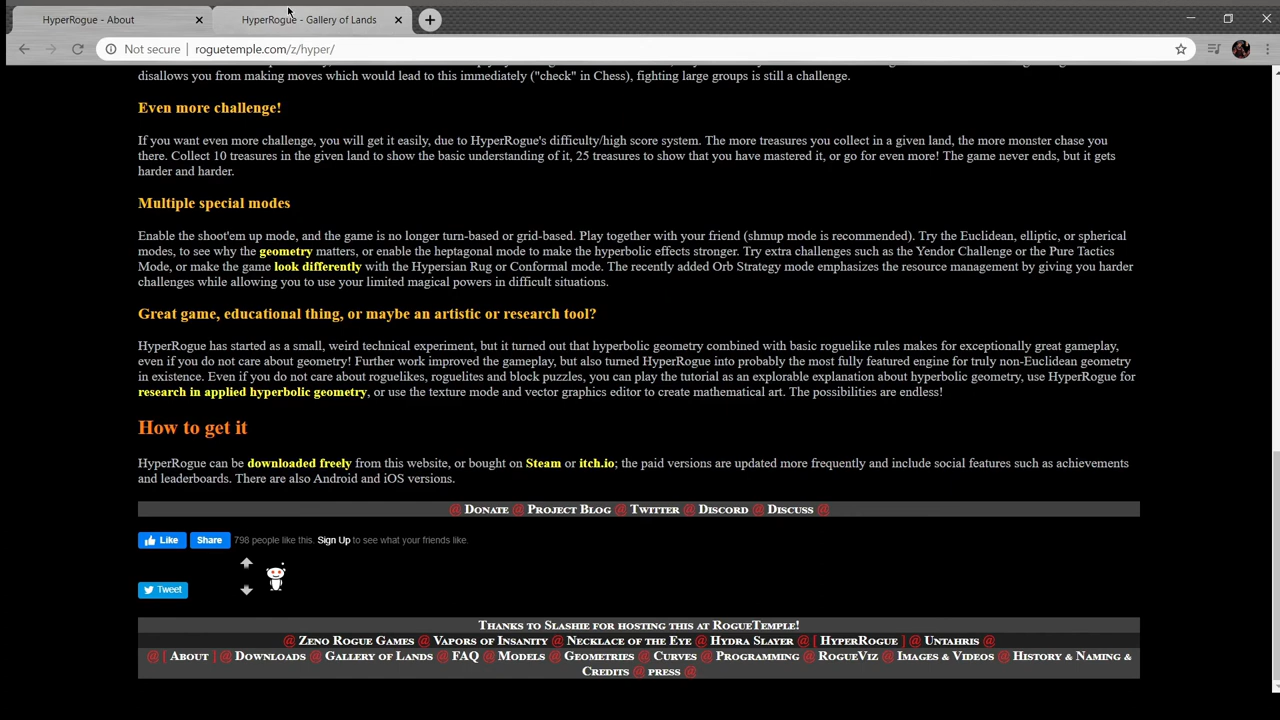 HyperRogue - About
HyperRogue - Gallery of Lands
Not secure
roguetemple.com/z/hyper/
disallows you from making moves which would lead to this immediately ("check" in Chess), fighting large groups is still a challenge.
Even more challenge!
If you want even more challenge, you will get it easily, due to HyperRogue's difficulty/high score system. The more treasures you collect in a given land, the more monster chase you
there. Collect 10 treasures in the given land to show the basic understanding of it, 25 treasures to show that you have mastered it, or go for even more! The game never ends, but it gets
harder and harder.
Multiple special modes
Enable the shoot'em up mode, and the game is no longer turn-based or grid-based. Play together with your friend (shmup mode is recommended). Try the Euclidean, elliptic, or spherical
modes, to see why the geometry matters, or enable the heptagonal mode to make the hyperbolic effects stronger. Try extra challenges such as the Yendor Challenge or the Pure Tactics
Mode, or make the game look differently with the Hypersian Rug or Conformal mode. The recently added Orb Strategy mode emphasizes the resource management by giving you harder
challenges while allowing you to use your limited magical powers in difficult situations.
Great game, educational thing, or maybe an artistic or research tool?
HyperRogue has started as a small, weird technical experiment, but it turned out that hyperbolic geometry combined with basic roguelike rules makes for exceptionally great gameplay,
even if you do not care about geometry! Further work improved the gameplay, but also turned HyperRogue into probably the most fully featured engine for truly non-Euclidean geometry
in existence. Even if you do not care about roguelikes, roguelites and block puzzles, you can play the tutorial as an explorable explanation about hyperbolic geometry, use HyperRogue for
research in applied hyperbolic geometry, or use the texture mode and vector graphics editor to create mathematical art. The possibilities are endless!
How to get it
HyperRogue can be downloaded freely from this website, or bought on Steam or itch.io; the paid versions are updated more frequently and include social features such as achievements
and leaderboards. There are also Android and iOS versions.
@ Donate @ Project Blog @ Twitter @ Discord @ Discuss @
Like Share 798 people like this. Sign Up to see what your friends like.
Tweet
Thanks to Slashie for hosting this at RogueTemple!
@ Zeno Rogue Games @ Vapors of Insanity @ Necklace of the Eye @ Hydra Slayer @ [ HyperRogue ] @ Untahris @
@ [ About ] @ Downloads @ Gallery of Lands @ FAQ @ Models @ Geometries @ Curves @ Programming @ RogueViz @ Images & Videos @ History & Naming &
Credits @ press @